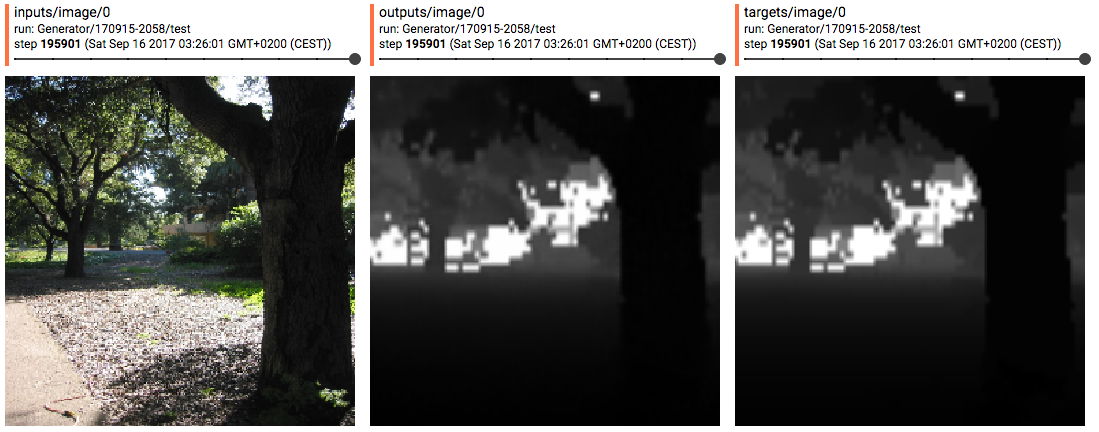 inputs/image/0
run: Generator/170915-2058/test
step 195901 (Sat Sep 16 2017 03:26:01 GMT+0200 (CEST))
outputs/image/0
run: Generator/170915-2058/test
step 195901 (Sat Sep 16 2017 03:26:01 GMT+0200 (CEST))
targets/image/0
run: Generator/170915-2058/test
step 195901 (Sat Sep 16 2017 03:26:01 GMT+0200 (CEST))